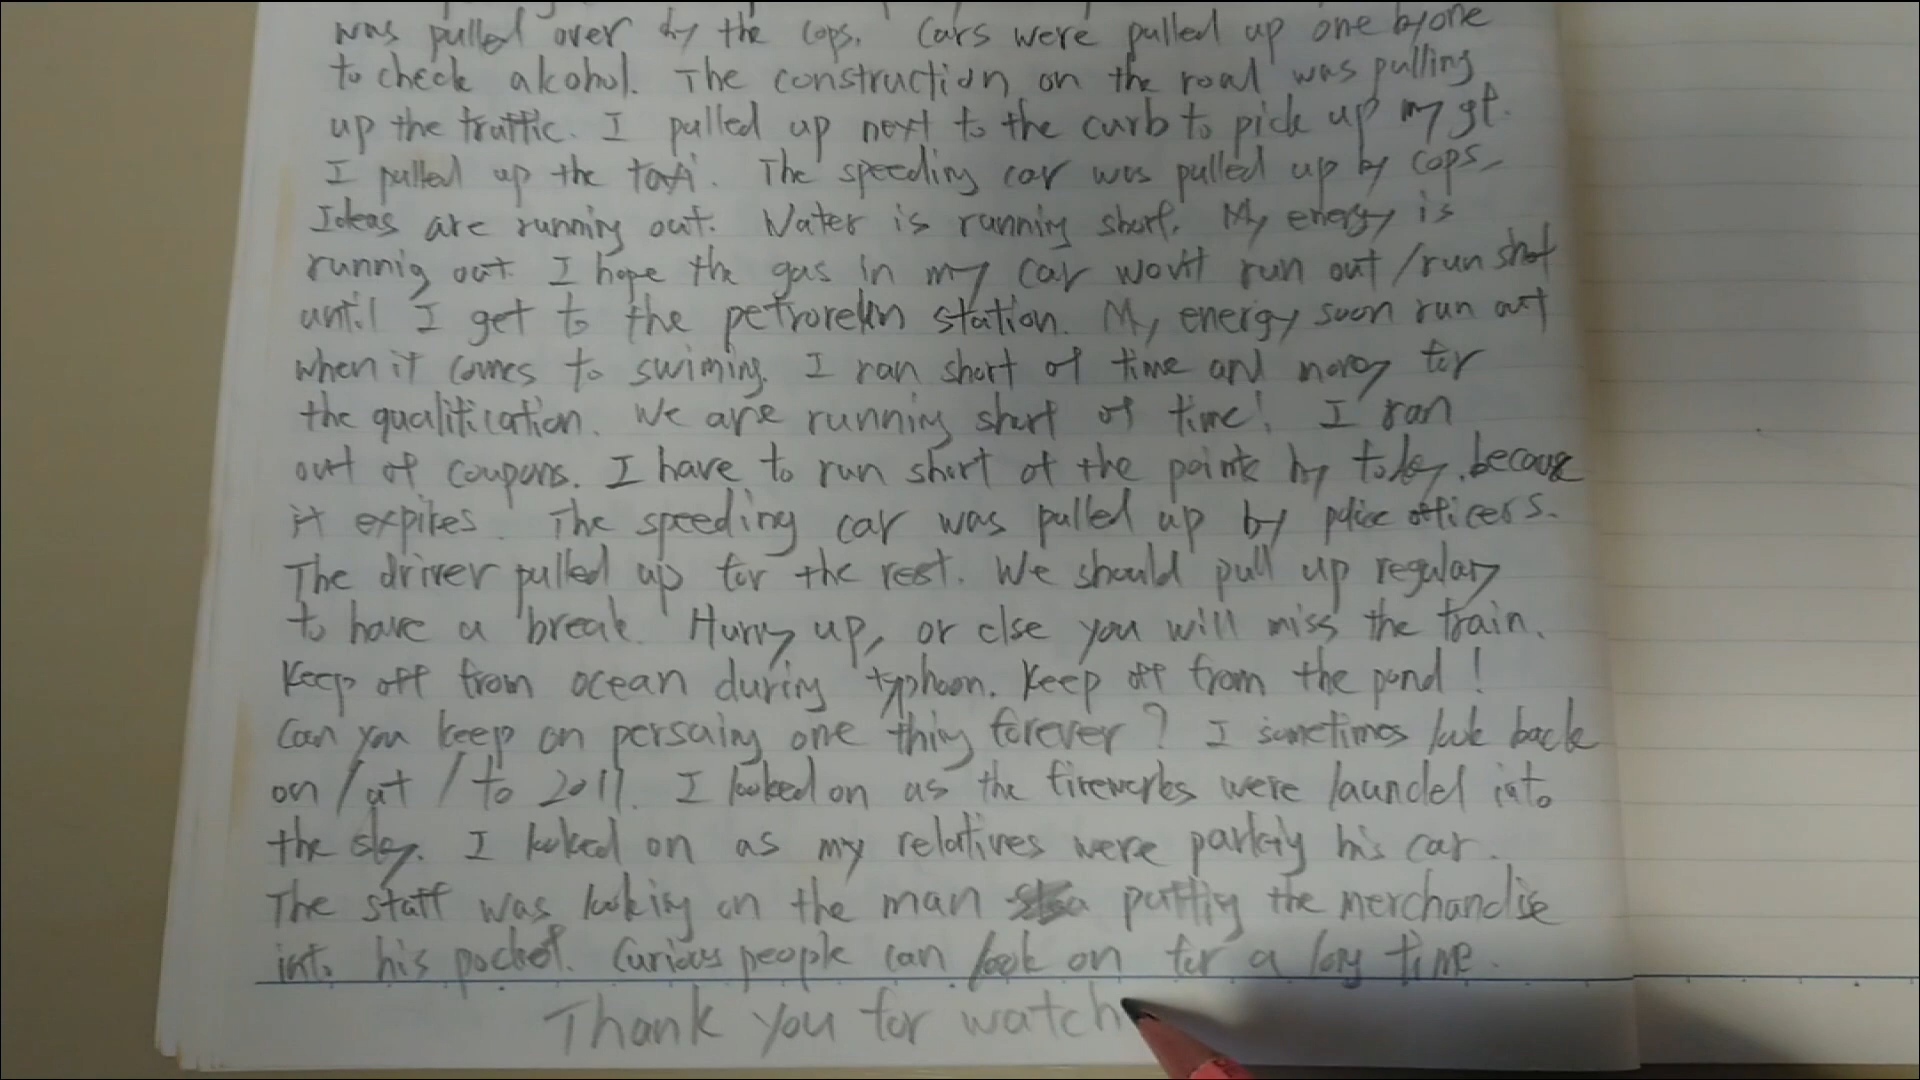 was pulled over by the cops. Cars were pulled up one by one
to check alcohol. The construction on the road was pulling
up the traffic. I pulled up next to the curb to pick up my gf.
I pulled up the taxi. The speeding car was pulled up by cops.
Ideas are running out. Water is running short. My energy is
runnig out. I hope the gas in my car won't run out / run shot
until I get to the station. My energy soon run out
when it comes to swiming. I ran short of time and money for
the qualification. We are running short of time! I ran
out of coupons. I have to run short of the points by today because
it expires. The speeding car was pulled up by police officers.
The driver pulled up for the rest. We should pull up regulary
to have a break. Hurry up, or else you will miss the train.
Keep off from ocean during typhoon. Keep off from the pond!
Can you keep on persuing one thing forever? I sometimes look back
on / at / to 2011. I looked on as the fireworks were into
the sky. I looked on as my relatives were parking his car.
The staff was looking on the man putting the merchandise
into his pocket. Curious people can look on for a long time.
Thank you for watch